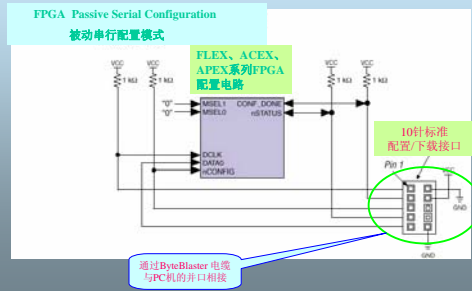 FPGA Passive Serial Configuration
被动串行配置模式
FLEX、ACEX、
APEX系列FPGA
配置电路
VCC
VCC
VCC
VCC
1 kΩ
1 kΩ
1 kΩ
1 kΩ
"0"
MSEL1
CONF_DONE
"0"
MSEL0
nSTATUS
DCLK
DATA0
nCONFIG
10针标准
配置/下载接口
Pin 1
VCC
GND
GND
通过ByteBlaster 电缆
与PC机的并口相接